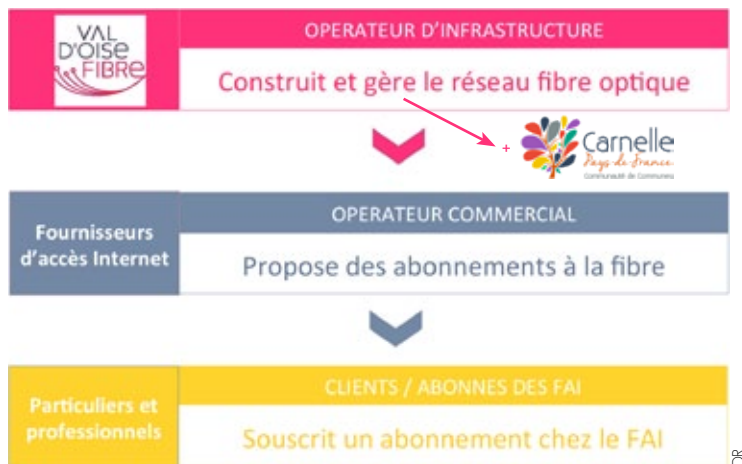 VAL
D'OISE
FIBRE
OPERATEUR D'INFRASTRUCTURE
Construit et gère le réseau fibre optique
+
Carnelle
Pays de France
Communauté de Communes
Fournisseurs
d'accès Internet
OPERATEUR COMMERCIAL
Propose des abonnements à la fibre
Particuliers et
professionnels
CLIENTS / ABONNES DES FAI
Souscrit un abonnement chez le FAI